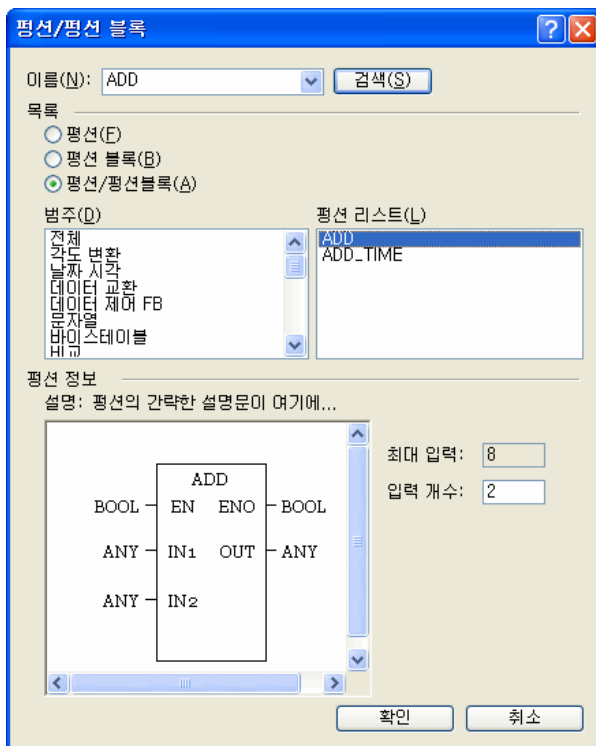 펑션/펑션 블록
이름(N): ADD 검색(S)
목록
펑션(F)
펑션 블록(B)
펑션/펑션블록(A)
범주(D) 펑션 리스트(L)
전체
각도 변환
날짜 시각
데이터 교환
데이터 제어 FB
문자열
바이스테이블
비교
ADD
ADD_TIME
펑션 정보
설명: 펑션의 간략한 설명문이 여기에...
ADD
BOOL EN ENO BOOL
ANY IN1 OUT ANY
ANY IN2
최대 입력: 8
입력 개수: 2
확인 취소